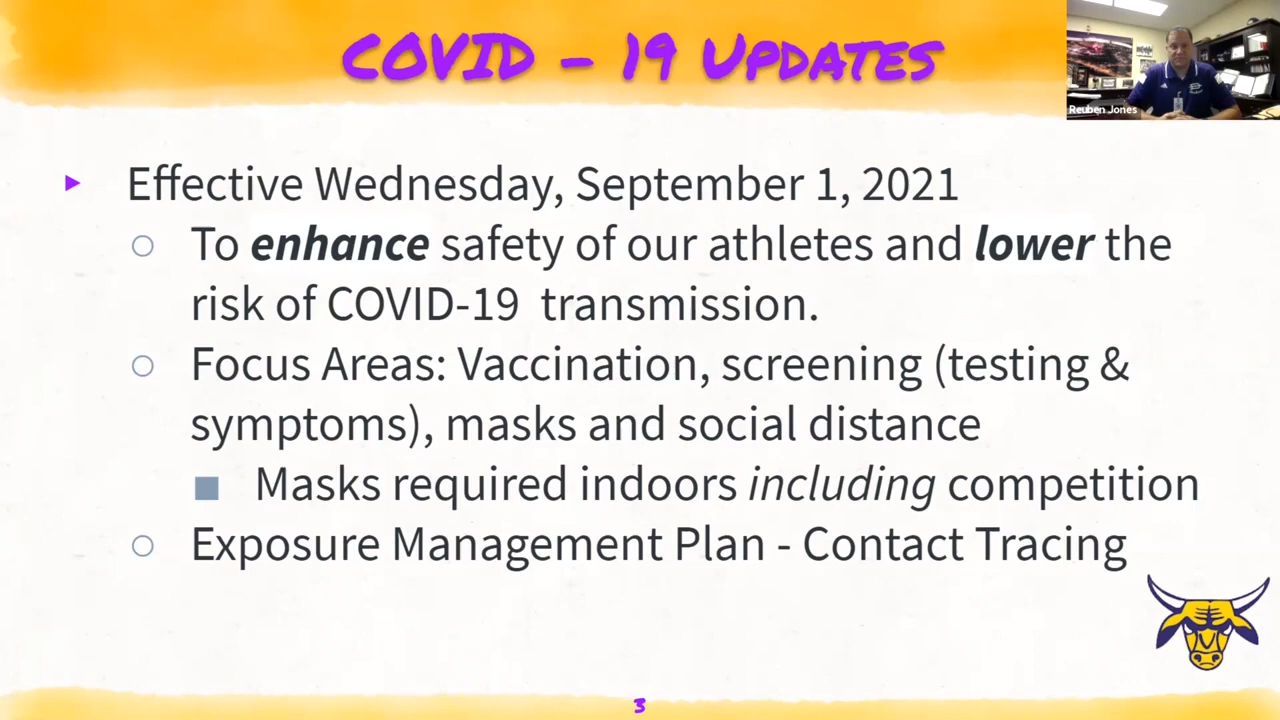 COVID – 19 UPDATES
Reuben Jones
▸ Effective Wednesday, September 1, 2021
○ To enhance safety of our athletes and lower the
risk of COVID-19 transmission.
○ Focus Areas: Vaccination, screening (testing &
symptoms), masks and social distance
■ Masks required indoors including competition
○ Exposure Management Plan - Contact Tracing
3